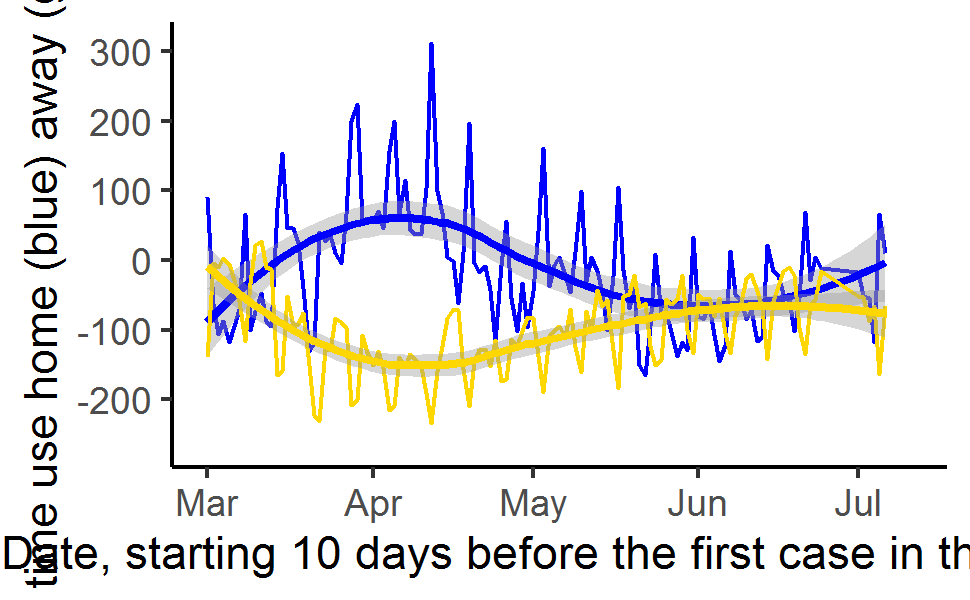 time use home (blue) away (
300
200
100
0
-100
-200
Mar Apr May Jun Jul
Date, starting 10 days before the first case in th